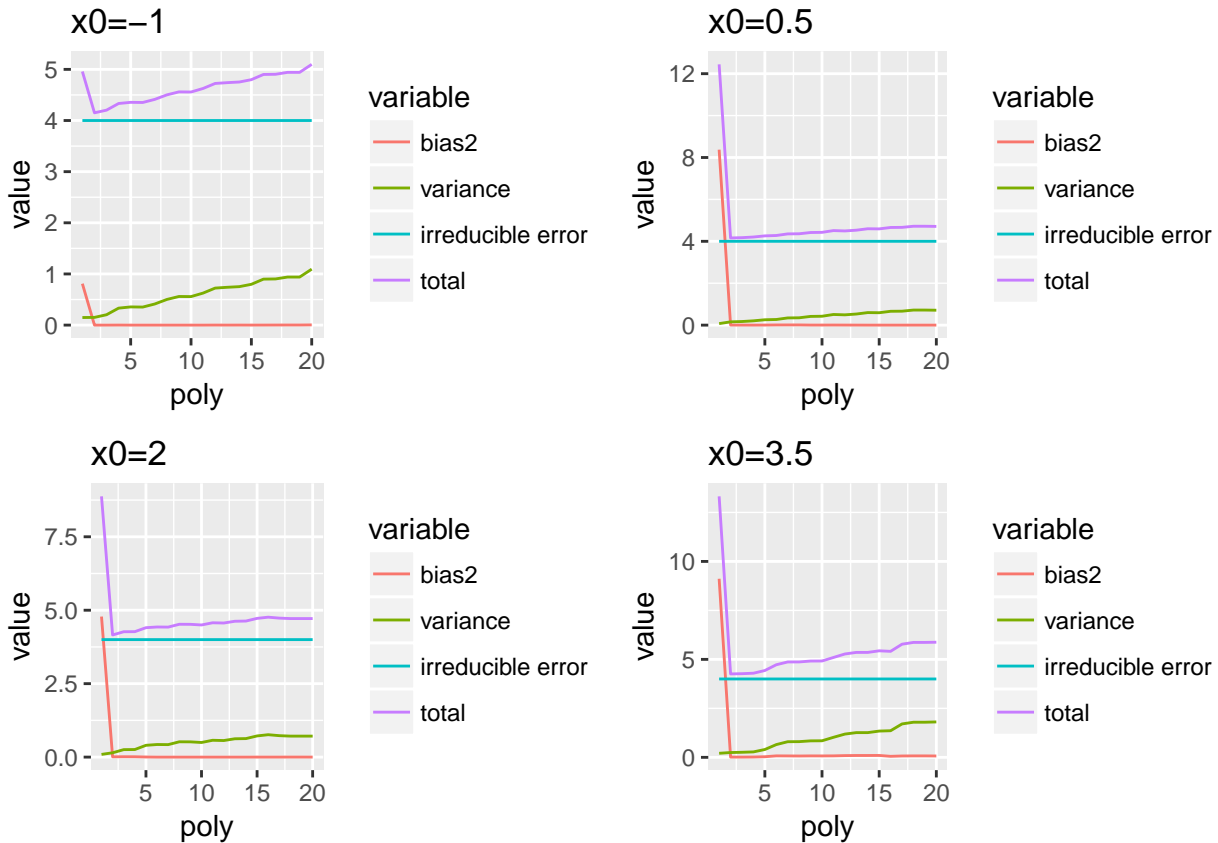 x0=−1
5
4
3
2
1
0
value
5
10
15
20
poly
variable
bias2
variance
irreducible error
total
x0=0.5
12
8
4
0
value
5
10
15
20
poly
variable
bias2
variance
irreducible error
total
x0=2
7.5
5.0
2.5
0.0
value
5
10
15
20
poly
variable
bias2
variance
irreducible error
total
x0=3.5
10
5
0
value
5
10
15
20
poly
variable
bias2
variance
irreducible error
total